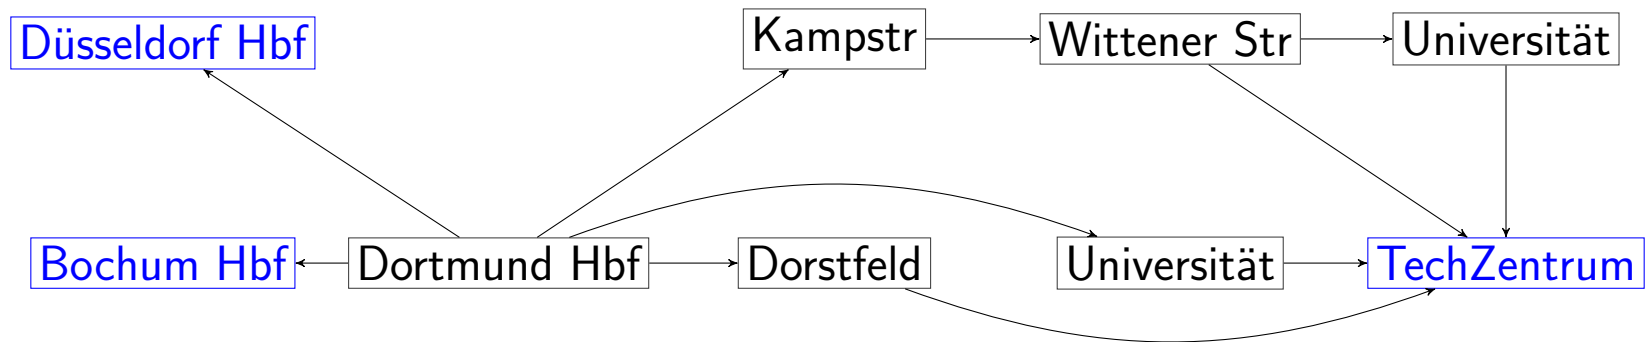 Düsseldorf Hbf
Kampstr
Wittener Str
Universität
Bochum Hbf
Dortmund Hbf
Dorstfeld
Universität
TechZentrum